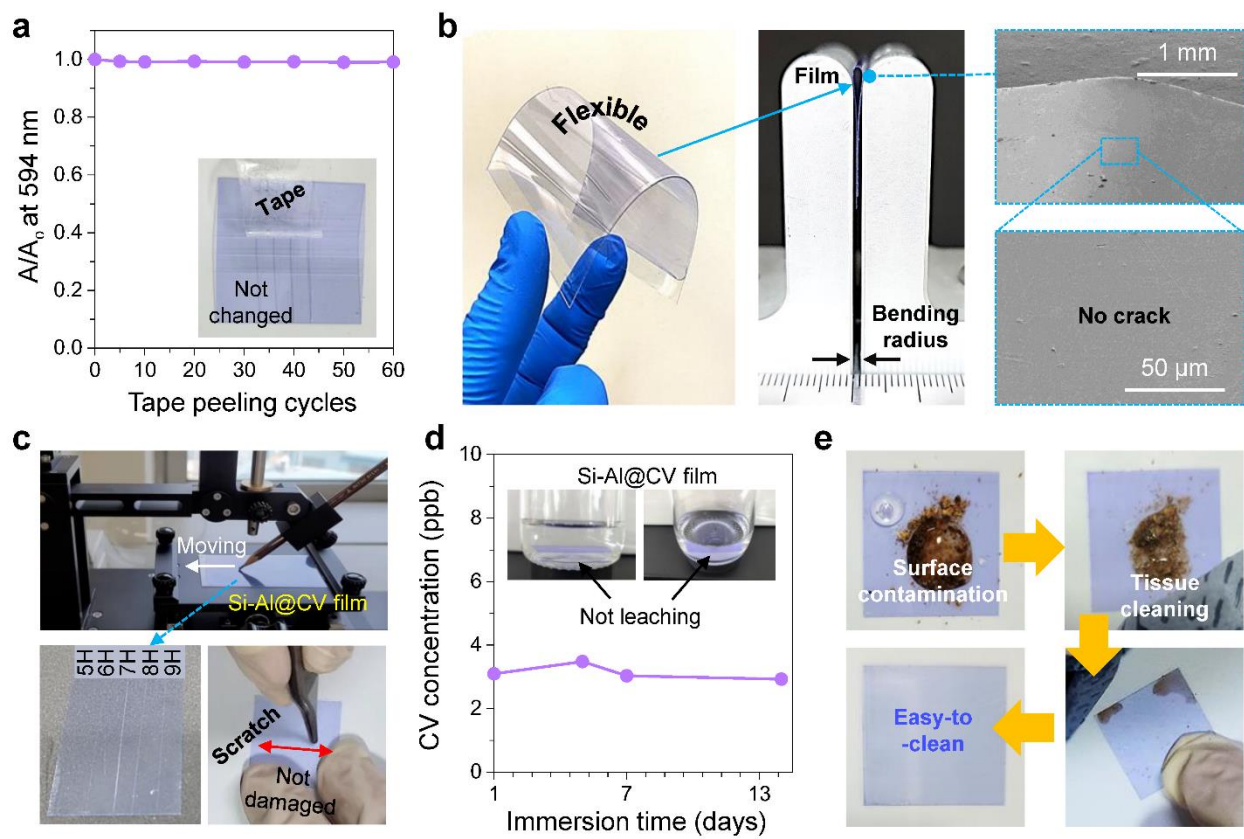 a
A/A₀ at 594 nm
1.0
0.8
0.6
0.4
0.2
0.0
0 10 20 30 40 50 60
Tape peeling cycles
Tape
Not
changed
b
Flexible
Film
Bending
radius
1 mm
No crack
50 µm
c
Moving
Si-Al@CV film
5H
6H
7H
8H
9H
Scratch
Not
damaged
d
CV concentration (ppb)
10
8
6
4
2
0
1 7 13
Immersion time (days)
Si-Al@CV film
Not leaching
e
Surface
contamination
Tissue
cleaning
Easy-to
-clean